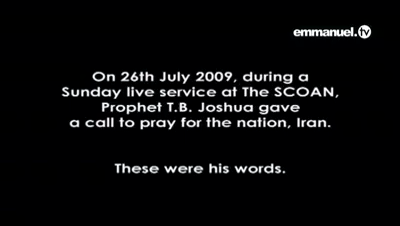 emmanuel.tv
On 26th July 2009, during a
Sunday live service at The SCOAN,
Prophet T.B. Joshua gave
a call to pray for the nation, Iran.
These were his words.